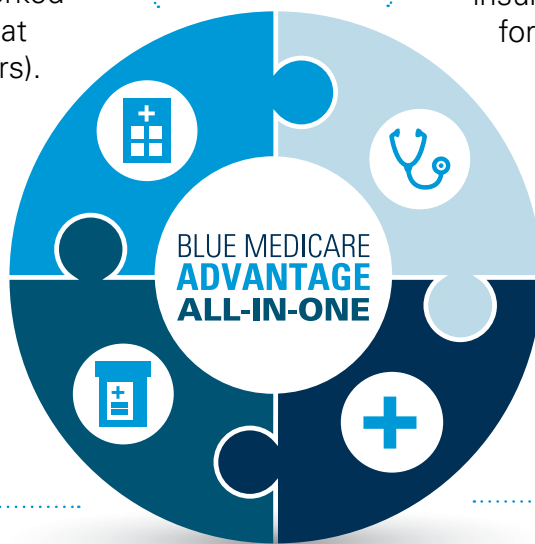 at
rs).
for
BLUE MEDICARE
ADVANTAGE
ALL-IN-ONE